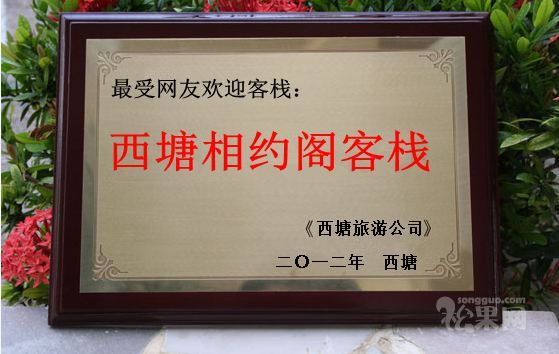 最受网友欢迎客栈：
西塘相约阁客栈
《西塘旅游公司》
二〇一二年 西塘
songguo.com
松果网